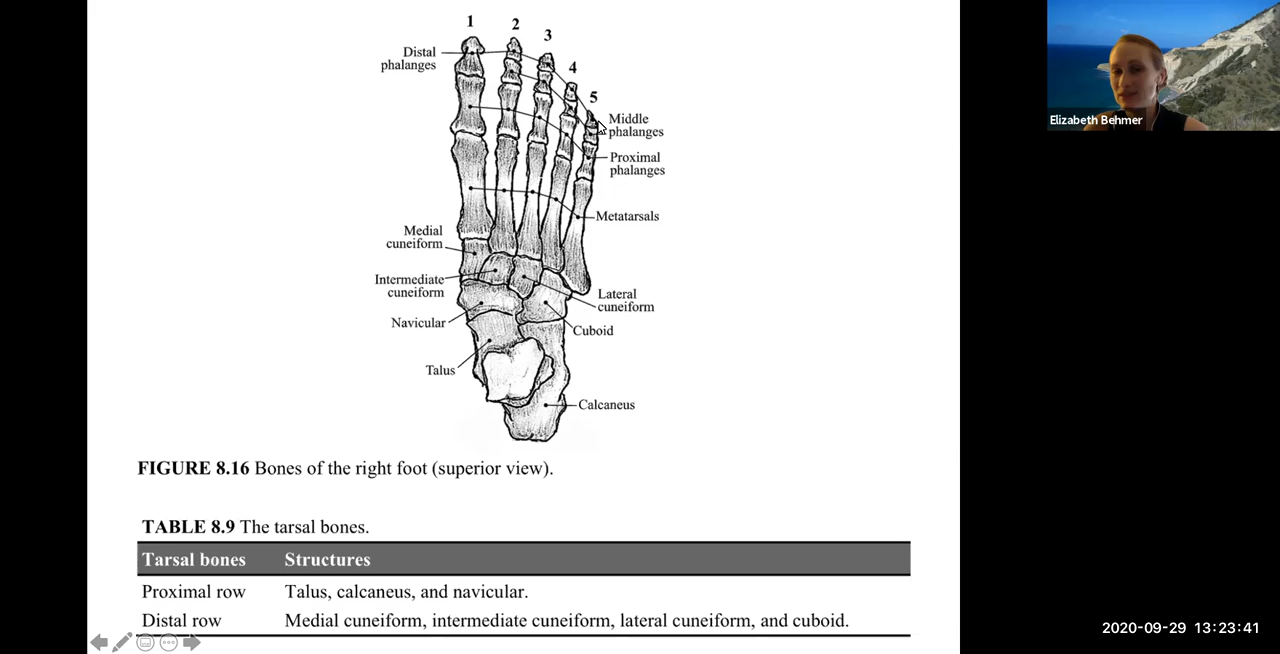 1
2
3
4
5
Distal
phalanges
Middle
phalanges
Proximal
phalanges
Metatarsals
Medial
cuneiform
Intermediate
cuneiform
Lateral
cuneiform
Navicular
Cuboid
Talus
Calcaneus
FIGURE 8.16 Bones of the right foot (superior view).
TABLE 8.9 The tarsal bones.
Tarsal bones Structures
Proximal row Talus, calcaneus, and navicular.
Distal row Medial cuneiform, intermediate cuneiform, lateral cuneiform, and cuboid.
Elizabeth Behmer
2020-09-29 13:23:41